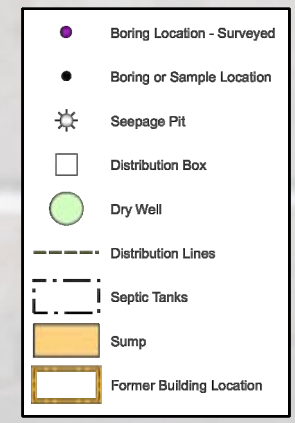 Boring Location - Surveyed
Boring or Sample Location
Seepage Pit
Distribution Box
Dry Well
Distribution Lines
Septic Tanks
Sump
Former Building Location